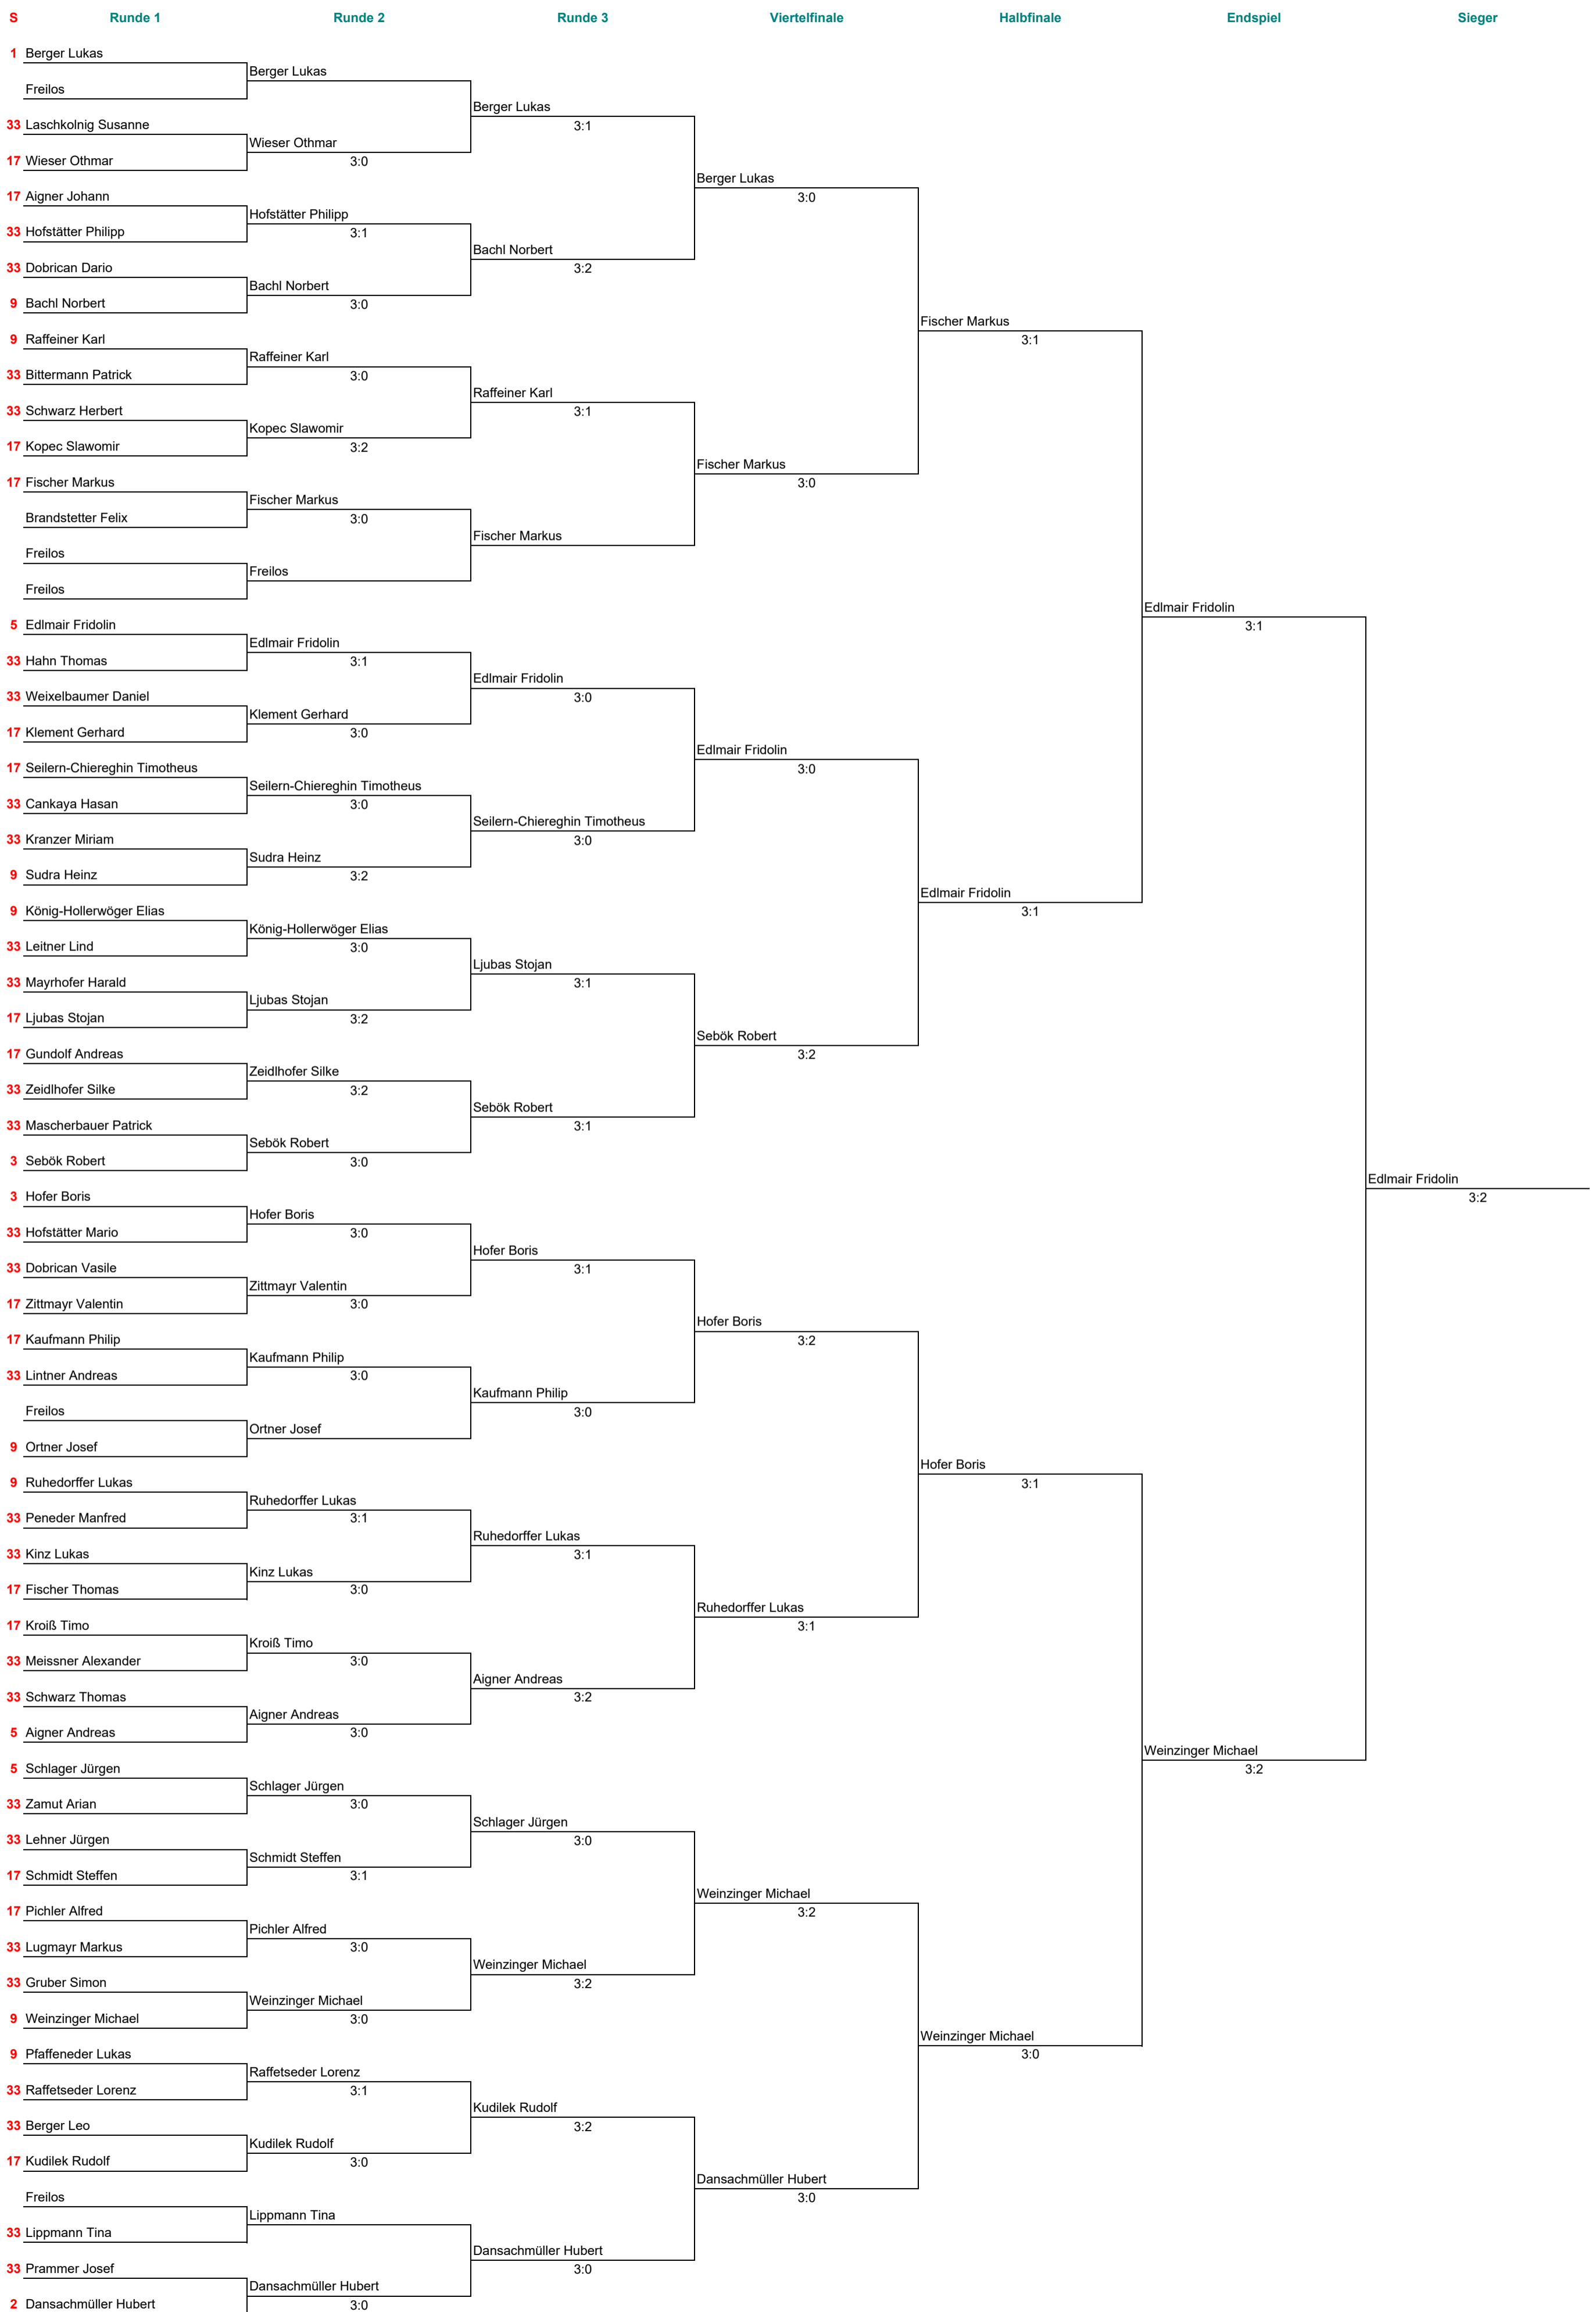 S Runde 1 Runde 2 Runde 3 Viertelfinale Halbfinale Endspiel Sieger
1 Berger Lukas
Berger Lukas
Freilos
Berger Lukas
33 Laschkolnig Susanne
3:1
Wieser Othmar
17 Wieser Othmar
3:0
Berger Lukas
17 Aigner Johann
3:0
Hofstätter Philipp
33 Hofstätter Philipp
3:1
Bachl Norbert
33 Dobrican Dario
3:2
Bachl Norbert
9 Bachl Norbert
3:0
Fischer Markus
9 Raffeiner Karl
3:1
Raffeiner Karl
33 Bittermann Patrick
3:0
Raffeiner Karl
33 Schwarz Herbert
3:1
Kopec Slawomir
17 Kopec Slawomir
3:2
Fischer Markus
17 Fischer Markus
3:0
Fischer Markus
Brandstetter Felix
3:0
Fischer Markus
Freilos
Freilos
Freilos
Edlmair Fridolin
5 Edlmair Fridolin
3:1
Edlmair Fridolin
33 Hahn Thomas
3:1
Edlmair Fridolin
33 Weixelbaumer Daniel
3:0
Klement Gerhard
17 Klement Gerhard
3:0
Edlmair Fridolin
17 Seilern-Chiereghin Timotheus
3:0
Seilern-Chiereghin Timotheus
33 Cankaya Hasan
3:0
Seilern-Chiereghin Timotheus
33 Kranzer Miriam
3:0
Sudra Heinz
9 Sudra Heinz
3:2
Edlmair Fridolin
9 König-Hollerwöger Elias
3:1
König-Hollerwöger Elias
33 Leitner Lind
3:0
Ljubas Stojan
33 Mayrhofer Harald
3:1
Ljubas Stojan
17 Ljubas Stojan
3:2
Sebök Robert
17 Gundolf Andreas
3:2
Zeidlhofer Silke
33 Zeidlhofer Silke
3:2
Sebök Robert
33 Mascherbauer Patrick
3:1
Sebök Robert
3 Sebök Robert
3:0
Edlmair Fridolin
3 Hofer Boris
3:2
Hofer Boris
33 Hofstätter Mario
3:0
Hofer Boris
33 Dobrican Vasile
3:1
Zittmayr Valentin
17 Zittmayr Valentin
3:0
Hofer Boris
17 Kaufmann Philip
3:2
Kaufmann Philip
33 Lintner Andreas
3:0
Kaufmann Philip
Freilos
3:0
Ortner Josef
9 Ortner Josef
Hofer Boris
9 Ruhedorffer Lukas
3:1
Ruhedorffer Lukas
33 Peneder Manfred
3:1
Ruhedorffer Lukas
33 Kinz Lukas
3:1
Kinz Lukas
17 Fischer Thomas
3:0
Ruhedorffer Lukas
17 Kroiß Timo
3:1
Kroiß Timo
33 Meissner Alexander
3:0
Aigner Andreas
33 Schwarz Thomas
3:2
Aigner Andreas
5 Aigner Andreas
3:0
Weinzinger Michael
5 Schlager Jürgen
3:2
Schlager Jürgen
33 Zamut Arian
3:0
Schlager Jürgen
33 Lehner Jürgen
3:0
Schmidt Steffen
17 Schmidt Steffen
3:1
Weinzinger Michael
17 Pichler Alfred
3:2
Pichler Alfred
33 Lugmayr Markus
3:0
Weinzinger Michael
33 Gruber Simon
3:2
Weinzinger Michael
9 Weinzinger Michael
3:0
Weinzinger Michael
9 Pfaffeneder Lukas
3:0
Raffetseder Lorenz
33 Raffetseder Lorenz
3:1
Kudilek Rudolf
33 Berger Leo
3:2
Kudilek Rudolf
17 Kudilek Rudolf
3:0
Dansachmüller Hubert
Freilos
3:0
Lippmann Tina
33 Lippmann Tina
Dansachmüller Hubert
33 Prammer Josef
3:0
Dansachmüller Hubert
2 Dansachmüller Hubert
3:0